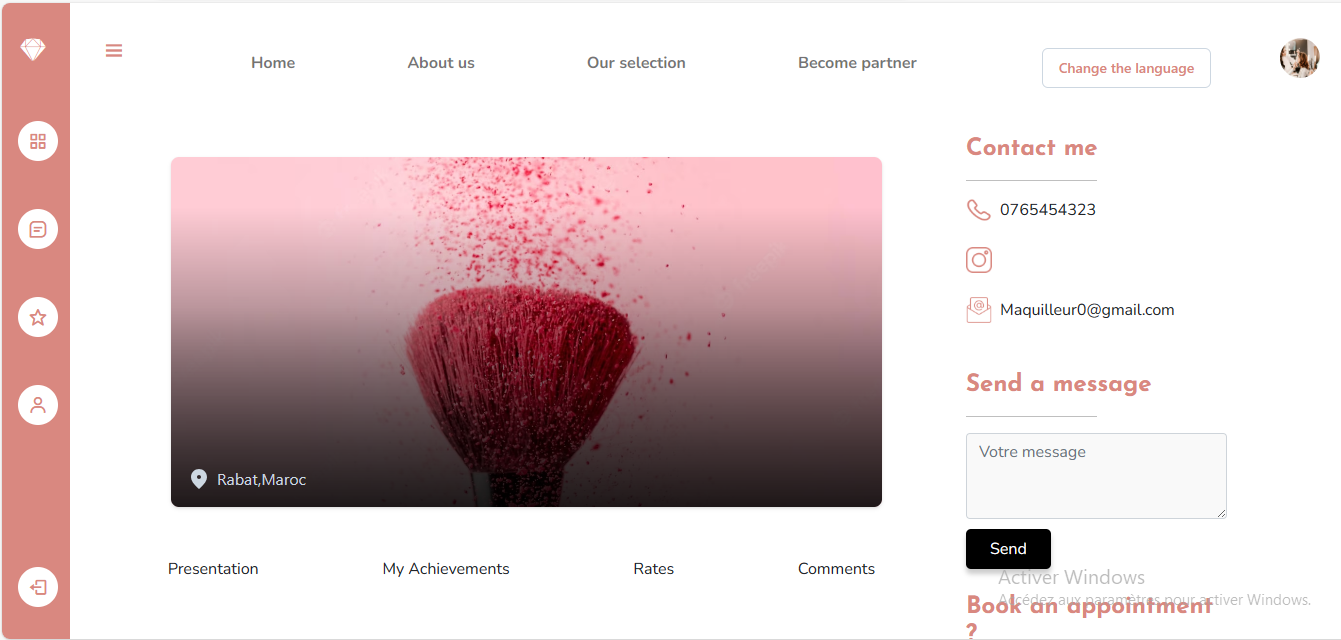 Home
About us
Our selection
Become partner
Change the language
Contact me
0765454323
Maquilleur0@gmail.com
Send a message
Votre message
Send
Rabat,Maroc
Presentation
My Achievements
Rates
Comments
Activer Windows
Accédez aux paramètres pour activer Windows.
Book an appointment
?